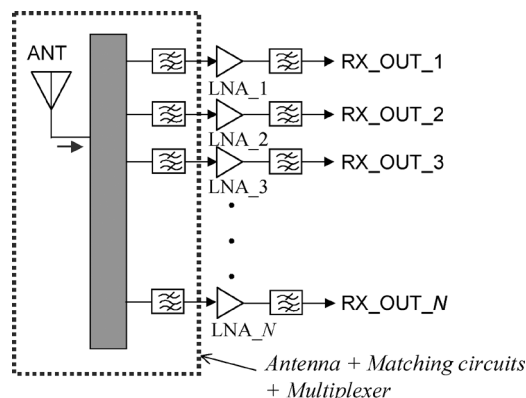 ANT
RX_OUT_1
LNA_1
RX_OUT_2
LNA_2
RX_OUT_3
LNA_3
RX_OUT_N
LNA_N
Antenna + Matching circuits
+ Multiplexer